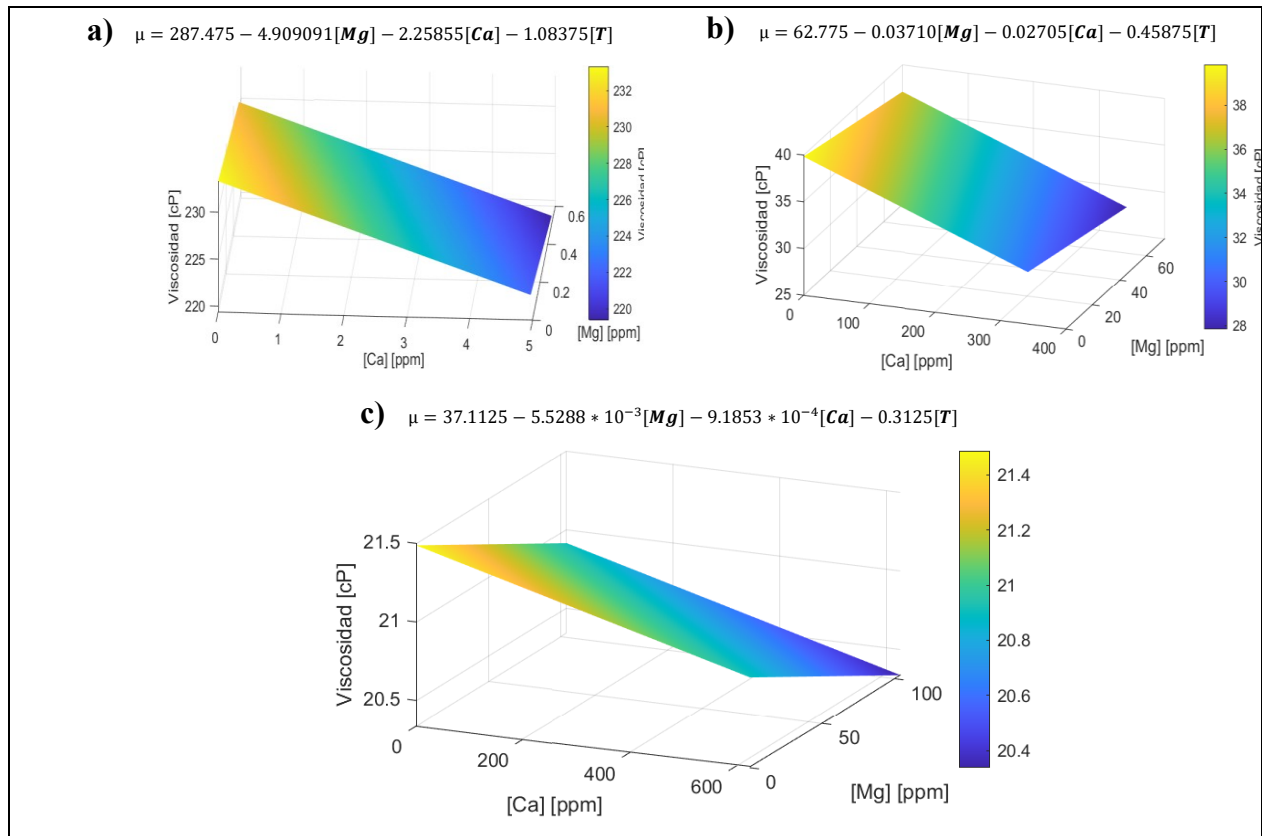 a) μ = 287.475 − 4.909091[Mg] − 2.25855[Ca] − 1.08375[T]
Viscosidad [cP]
230
225
220
0 1 2 3 4 5
[Ca] [ppm]
0.6
0.4
0.2
0
[Mg] [ppm]
232
230
228
226
224
222
220
Viscosidad [cP]
b) μ = 62.775 − 0.03710[Mg] − 0.02705[Ca] − 0.45875[T]
Viscosidad [cP]
40
35
30
25
0 100 200 300 400
[Ca] [ppm]
60
40
20
0
[Mg] [ppm]
38
36
34
32
30
28
Viscosidad [cP]
c) μ = 37.1125 − 5.5288 * 10⁻³[Mg] − 9.1853 * 10⁻⁴[Ca] − 0.3125[T]
Viscosidad [cP]
21.5
21
20.5
0 200 400 600
[Ca] [ppm]
100
50
0
[Mg] [ppm]
21.4
21.2
21
20.8
20.6
20.4